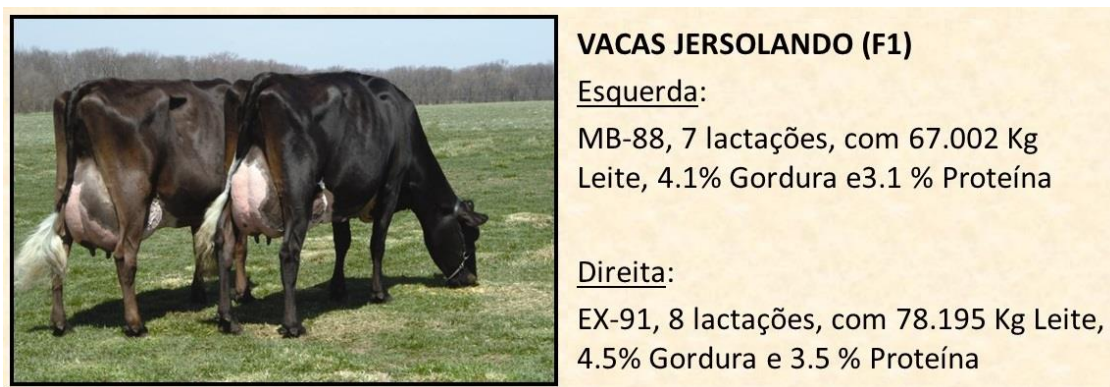 VACAS JERSOLANDO (F1)
Esquerda:
MB-88, 7 lactações, com 67.002 Kg
Leite, 4.1% Gordura e3.1 % Proteína
Direita:
EX-91, 8 lactações, com 78.195 Kg Leite,
4.5% Gordura e 3.5 % Proteína